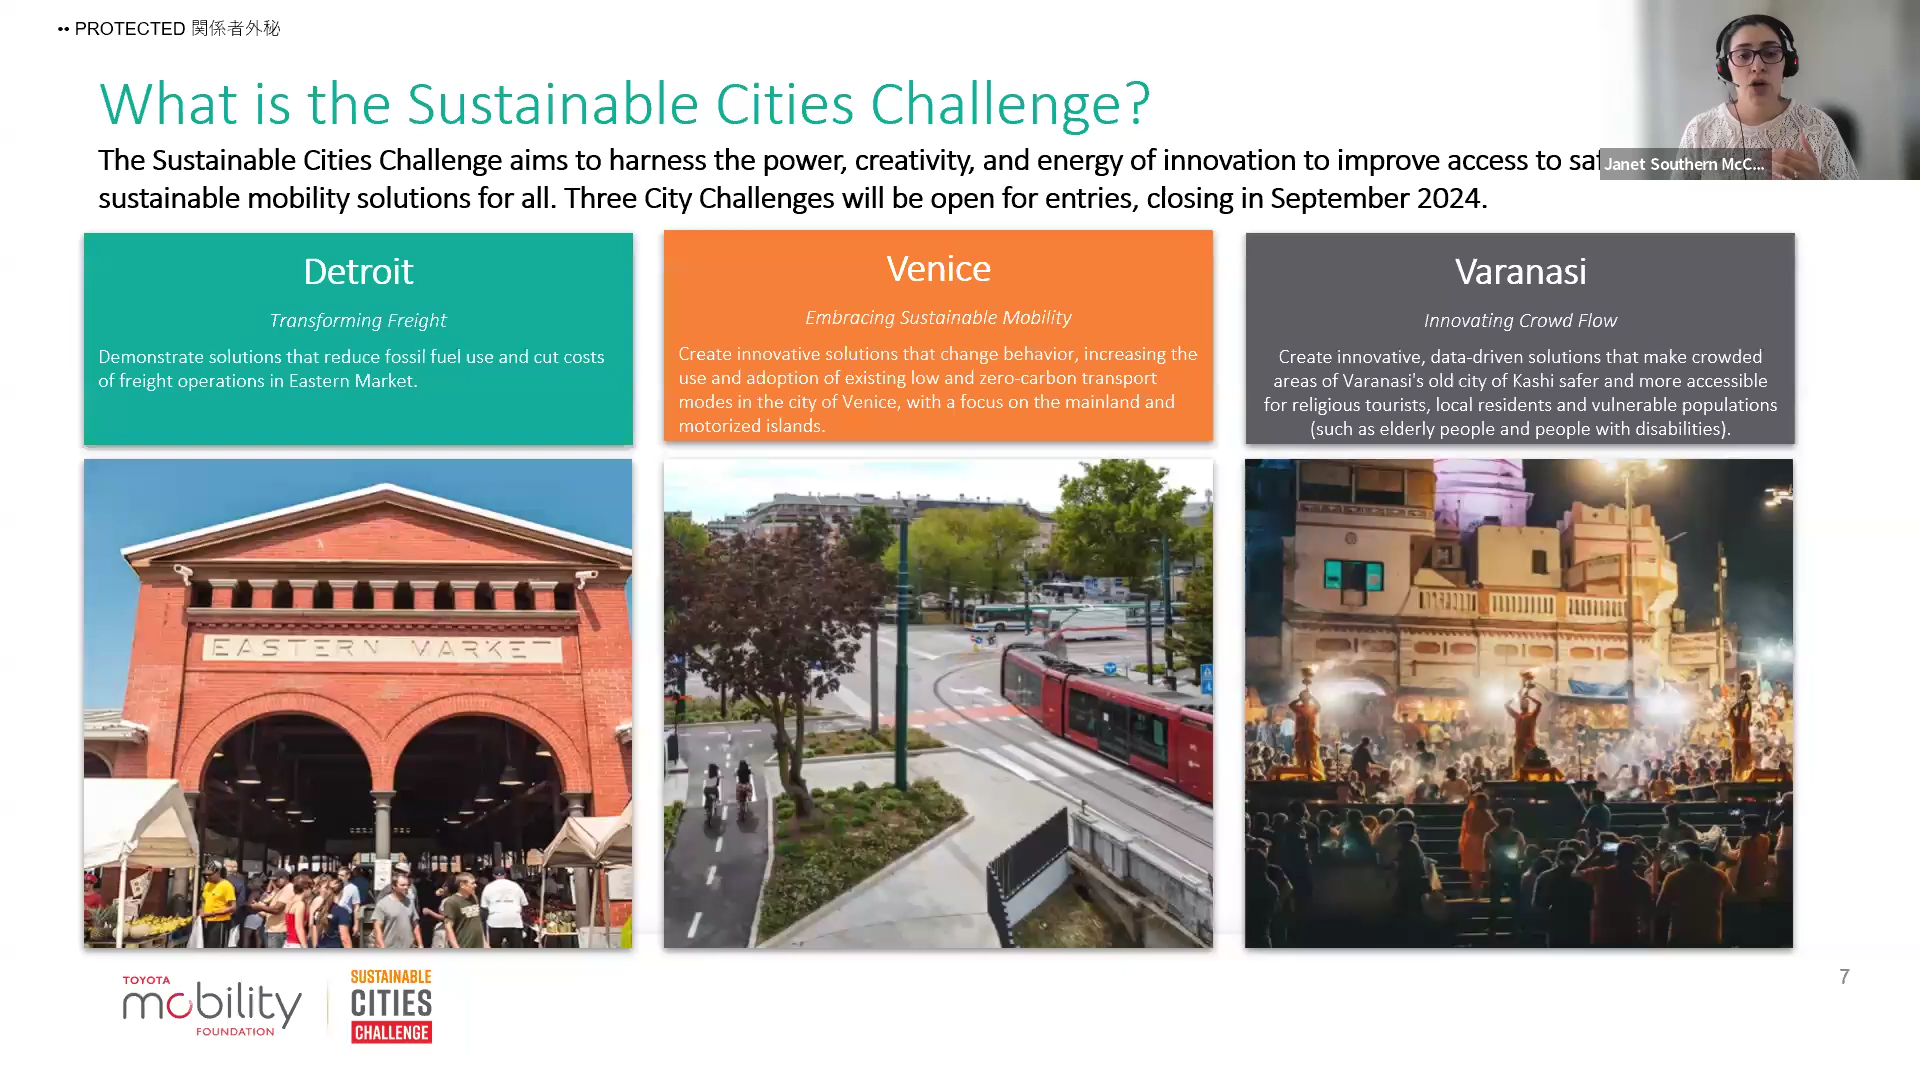 •• PROTECTED 関係者外秘
What is the Sustainable Cities Challenge?
The Sustainable Cities Challenge aims to harness the power, creativity, and energy of innovation to improve access to
sustainable mobility solutions for all. Three City Challenges will be open for entries, closing in September 2024.
Janet Southern McC...
Detroit
Transforming Freight
Demonstrate solutions that reduce fossil fuel use and cut costs
of freight operations in Eastern Market.
Venice
Embracing Sustainable Mobility
Create innovative solutions that change behavior, increasing the
use and adoption of existing low and zero-carbon transport
modes in the city of Venice, with a focus on the mainland and
motorized islands.
Varanasi
Innovating Crowd Flow
Create innovative, data-driven solutions that make crowded
areas of Varanasi's old city of Kashi safer and more accessible
for religious tourists, local residents and vulnerable populations
(such as elderly people and people with disabilities).
EASTERN MARKET
TOYOTA
mobility
FOUNDATION
SUSTAINABLE
CITIES
CHALLENGE
7